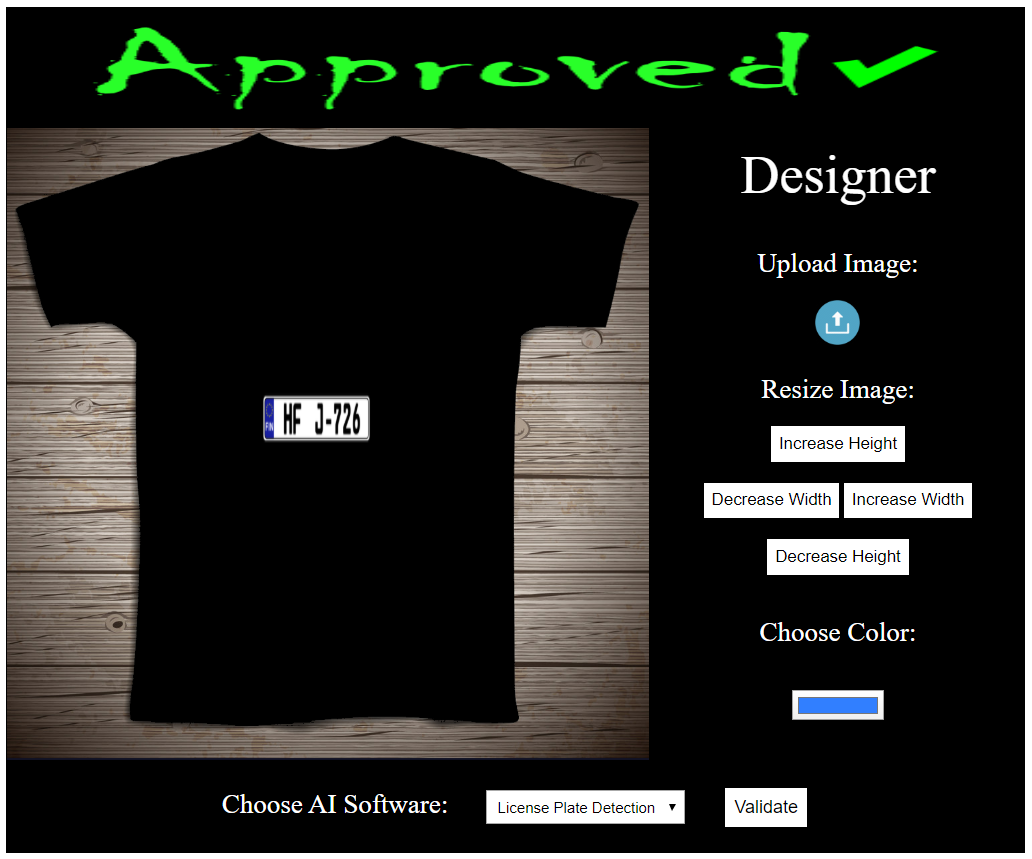 Approved✔
Designer
Upload Image:
FIN HF J-726
Resize Image:
Increase Height
Decrease Width Increase Width
Decrease Height
Choose Color:
Choose AI Software: License Plate Detection ▼ Validate